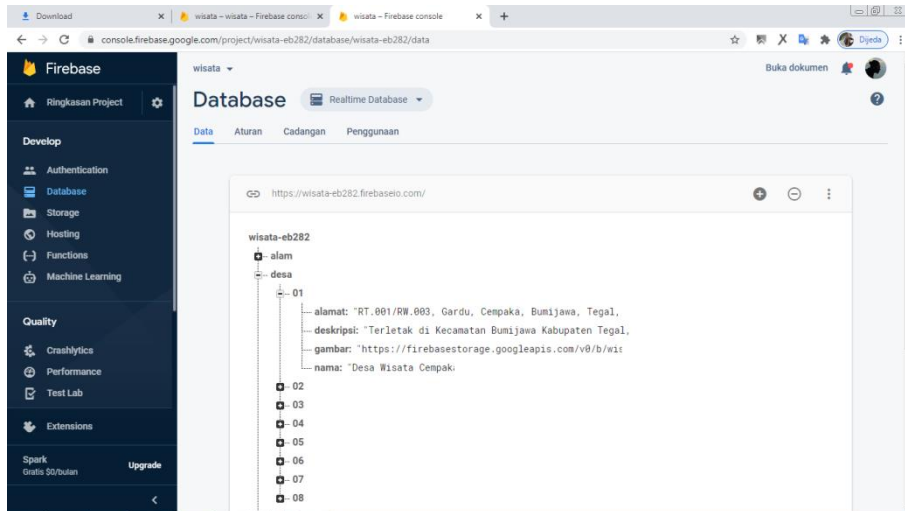 Download
wisata – wisata – Firebase consol
wisata – Firebase console
console.firebase.google.com/project/wisata-eb282/database/wisata-eb282/data
Dijeda
Firebase
wisata
Buka dokumen
Ringkasan Project
Database
Realtime Database
Data Aturan Cadangan Penggunaan
Develop
Authentication
Database
Storage
Hosting
Functions
Machine Learning
Quality
Crashlytics
Performance
Test Lab
Extensions
Spark
Gratis $0/bulan
Upgrade
https://wisata-eb282.firebaseio.com/
wisata-eb282
alam
desa
01
alamat: "RT.001/RW.003, Gardu, Cempaka, Bumijawa, Tegal,
deskripsi: "Terletak di Kecamatan Bumijawa Kabupaten Tegal,
gambar: "https://firebasestorage.googleapis.com/v0/b/wis
nama: "Desa Wisata Cempaka
02
03
04
05
06
07
08